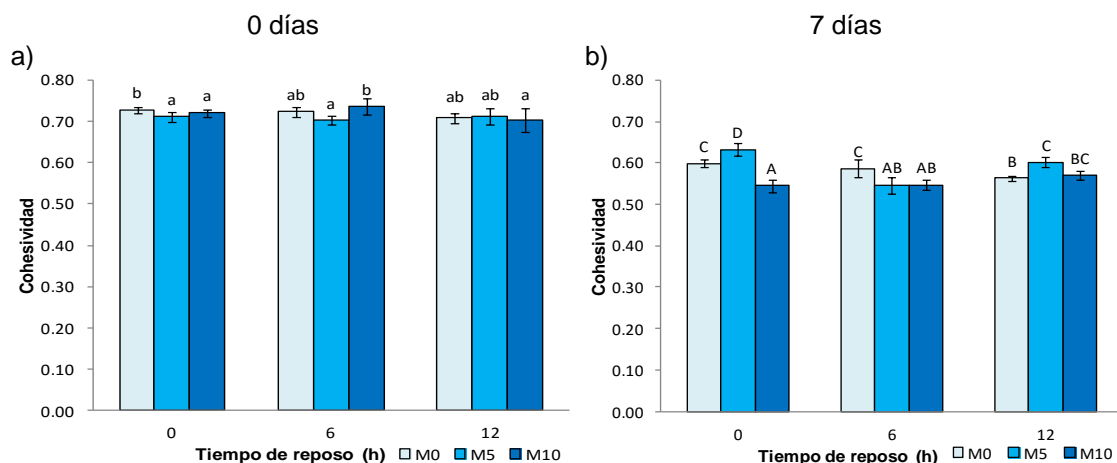 0 días
7 días
a)
b)
Cohesividad
0.80
0.70
0.60
0.50
0.40
0.30
0.20
0.10
0.00
b a a ab a b ab ab a
0 6 12
Tiempo de reposo (h) M0 M5 M10
Cohesividad
0.80
0.70
0.60
0.50
0.40
0.30
0.20
0.10
0.00
C D A C AB AB B C BC
0 6 12
Tiempo de reposo (h) M0 M5 M10